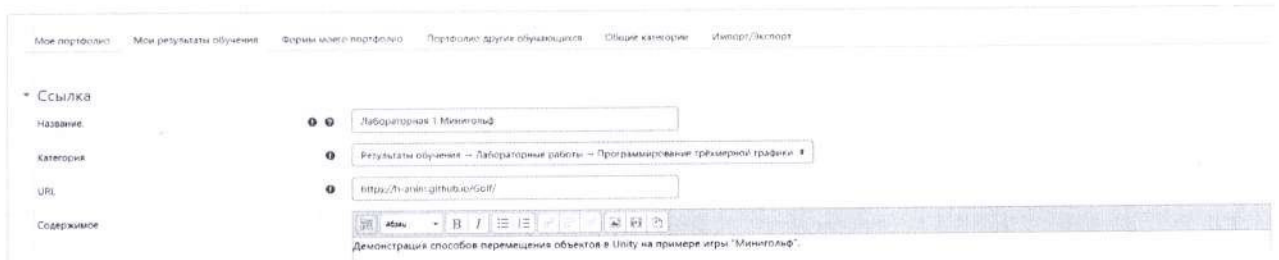 Мое портфолио Мои результаты обучения Формы моего портфолио Портфолио других обучающихся Общие категории Импорт/Экспорт
Ссылка
Название Лабораторная 1 Минигольф
Категория Результаты обучения — Лабораторные работы — Программирование трёхмерной графики
URL
Содержимое Абзац B I
Демонстрация способов перемещения объектов в Unity на примере игры "Минигольф".